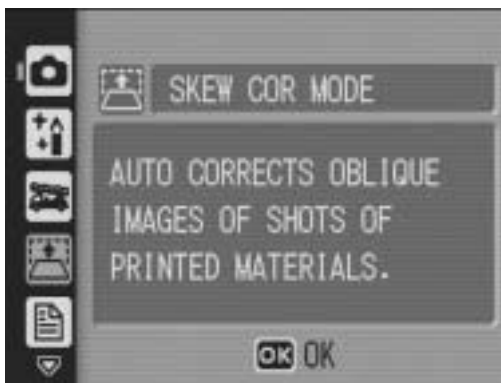 SKEW COR MODE
AUTO CORRECTS OBLIQUE
IMAGES OF SHOTS OF
PRINTED MATERIALS.
OK OK